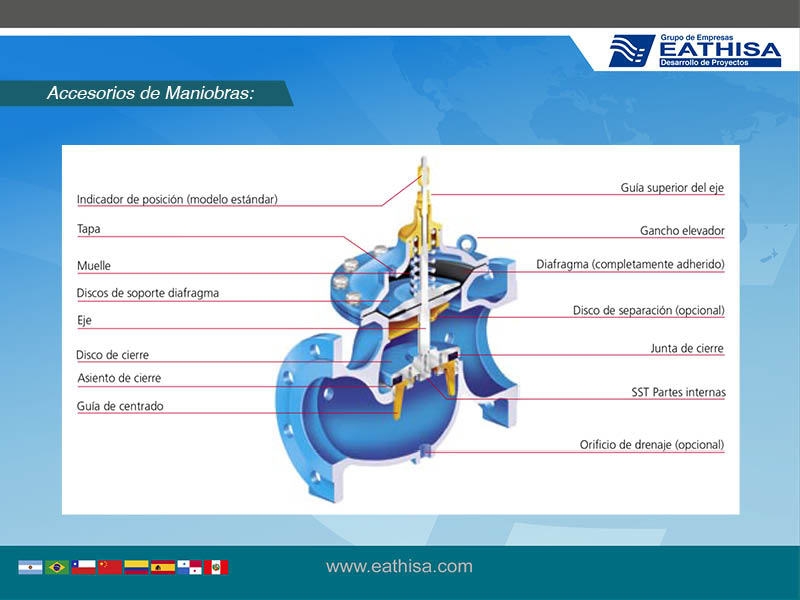 Grupo de Empresas
EATHISA
Desarrollo de Proyectos
Accesorios de Maniobras:
Indicador de posición (modelo estándar)
Tapa
Muelle
Discos de soporte diafragma
Eje
Disco de cierre
Asiento de cierre
Guía de centrado
Guía superior del eje
Gancho elevador
Diafragma (completamente adherido)
Disco de separación (opcional)
Junta de cierre
SST Partes internas
Orificio de drenaje (opcional)
www.eathisa.com